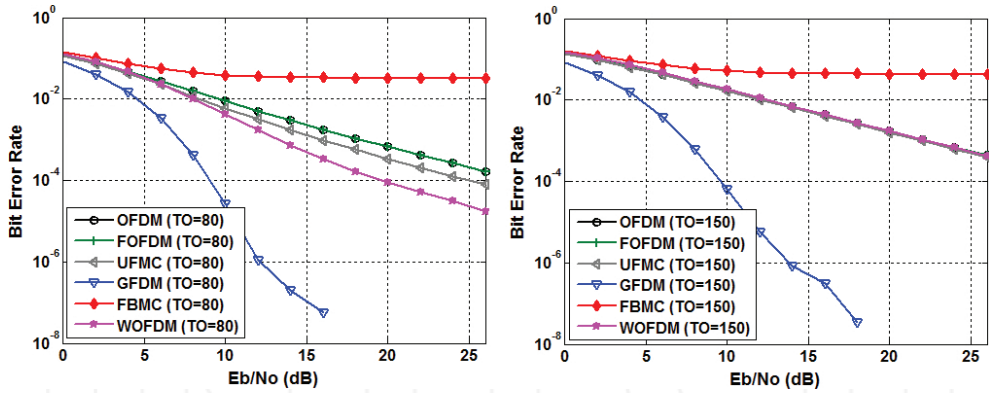 10^0
10^-2
10^-4
10^-6
10^-8
Bit Error Rate
OFDM (TO=80)
FOFDM (TO=80)
UFMC (TO=80)
GFDM (TO=80)
FBMC (TO=80)
WOFDM (TO=80)
0 5 10 15 20 25
Eb/No (dB)
10^0
10^-2
10^-4
10^-6
10^-8
Bit Error Rate
OFDM (TO=150)
FOFDM (TO=150)
UFMC (TO=150)
GFDM (TO=150)
FBMC (TO=150)
WOFDM (TO=150)
0 5 10 15 20 25
Eb/No (dB)